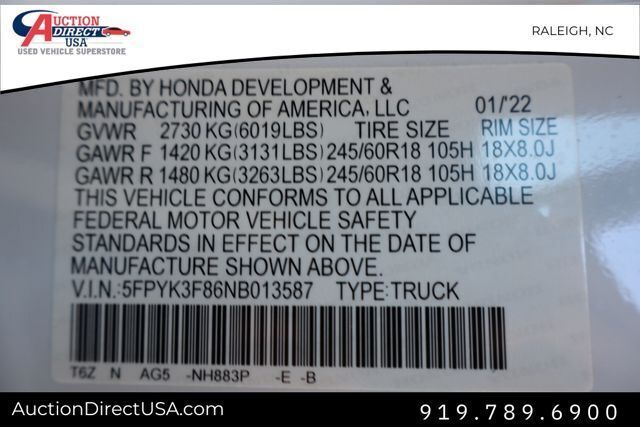 AUCTION
DIRECT
USA
USED VEHICLE SUPERSTORE
RALEIGH, NC
MFD. BY HONDA DEVELOPMENT &
MANUFACTURING OF AMERICA, LLC 01/'22
GVWR 2730 KG(6019LBS) TIRE SIZE RIM SIZE
GAWR F 1420 KG(3131LBS) 245/60R18 105H 18X8.0J
GAWR R 1480 KG(3263LBS) 245/60R18 105H 18X8.0J
THIS VEHICLE CONFORMS TO ALL APPLICABLE
FEDERAL MOTOR VEHICLE SAFETY
STANDARDS IN EFFECT ON THE DATE OF
MANUFACTURE SHOWN ABOVE.
V.I.N.:5FPYK3F86NB013587 TYPE:TRUCK
T6Z N AG5 -NH883P -E -B
AuctionDirectUSA.com
919.789.6900